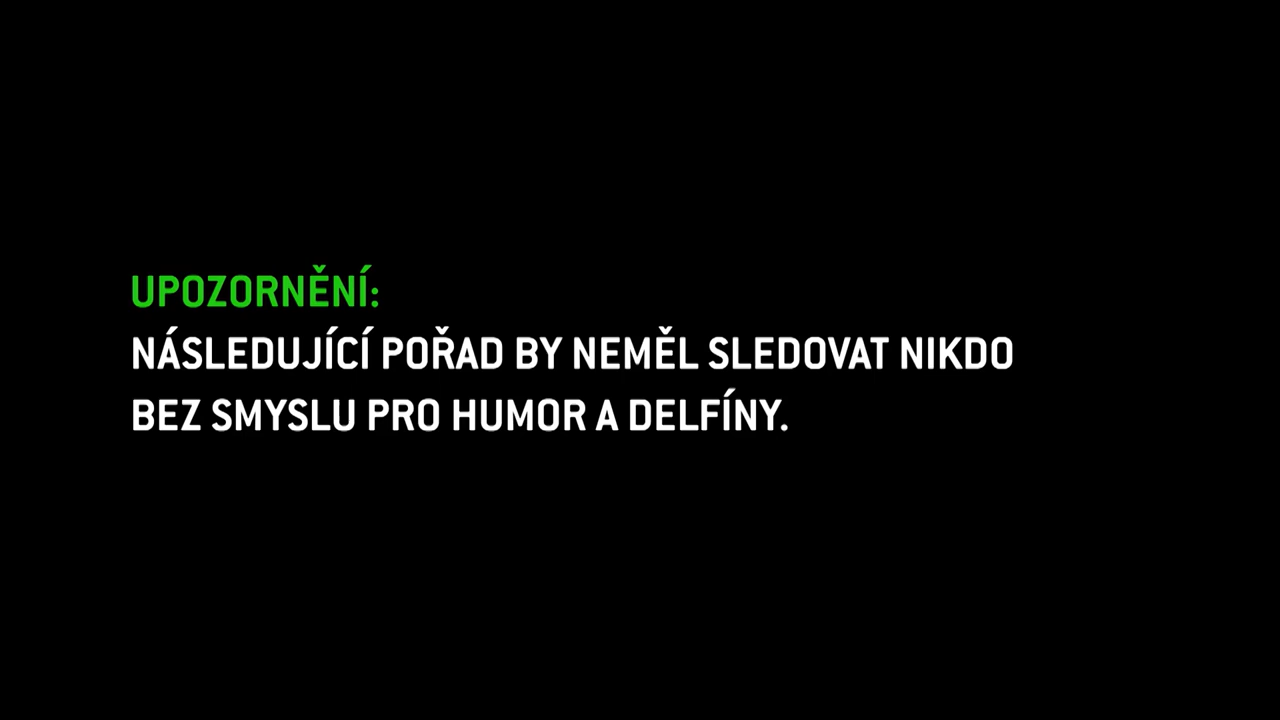 UPOZORNĚNÍ:
NÁSLEDUJÍCÍ POŘAD BY NEMĚL SLEDOVAT NIKDO
BEZ SMYSLU PRO HUMOR A DELFÍNY.